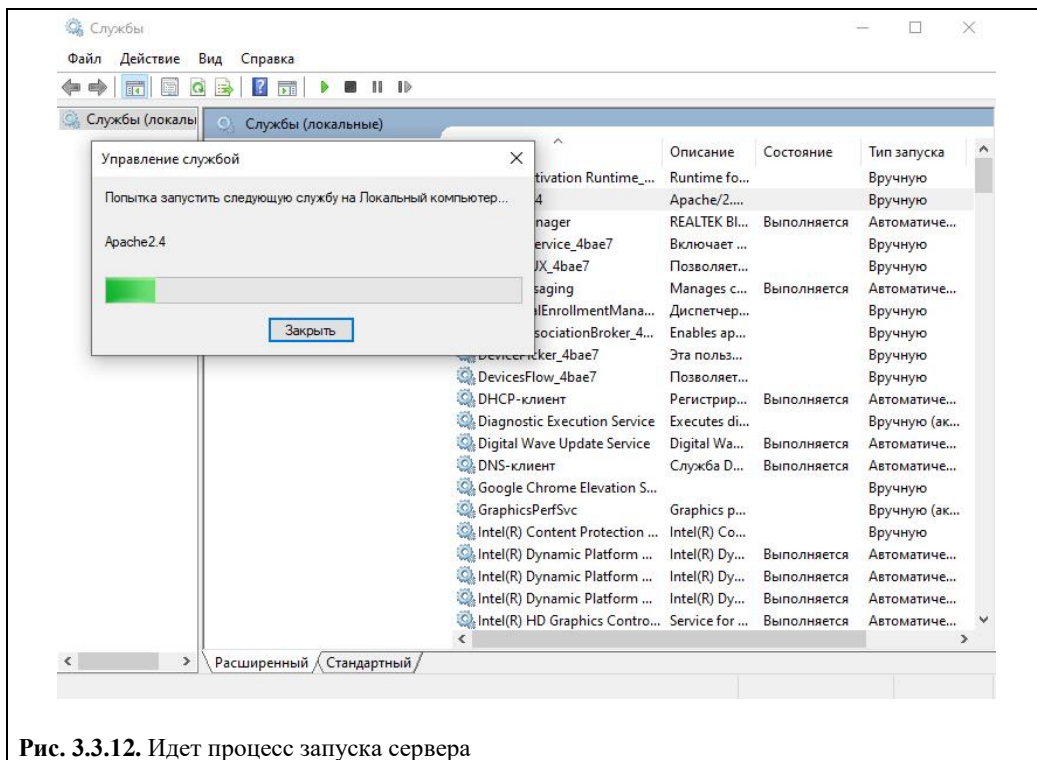 Службы
Файл Действие Вид Справка
Службы (локалы
Службы (локальные)
Описание Состояние Тип запуска
Управление службой
Попытка запустить следующую службу на Локальный компьютер...
Apache2.4
Закрыть
tivation Runtime_... Runtime fo... Вручную
4 Apache/2.... Вручную
nager REALTEK Bl... Выполняется Автоматиче...
ervice_4bae7 Включает ... Вручную
UX_4bae7 Позволяет... Вручную
saging Manages c... Выполняется Автоматиче...
alEnrollmentMana... Диспетчер... Вручную
sociationBroker_4... Enables ap... Вручную
DevicePicker_4bae7 Эта польз... Вручную
DevicesFlow_4bae7 Позволяет... Вручную
DHCP-клиент Регистрир... Выполняется Автоматиче...
Diagnostic Execution Service Executes di... Вручную (ак...
Digital Wave Update Service Digital Wa... Выполняется Автоматиче...
DNS-клиент Служба D... Выполняется Автоматиче...
Google Chrome Elevation S... Вручную
GraphicsPerfSvc Graphics p... Вручную (ак...
Intel(R) Content Protection ... Intel(R) Co... Вручную
Intel(R) Dynamic Platform ... Intel(R) Dy... Выполняется Автоматиче...
Intel(R) Dynamic Platform ... Intel(R) Dy... Выполняется Автоматиче...
Intel(R) Dynamic Platform ... Intel(R) Dy... Выполняется Автоматиче...
Intel(R) HD Graphics Contro... Service for ... Выполняется Автоматиче...
Расширенный Стандартный
Рис. 3.3.12. Идет процесс запуска сервера